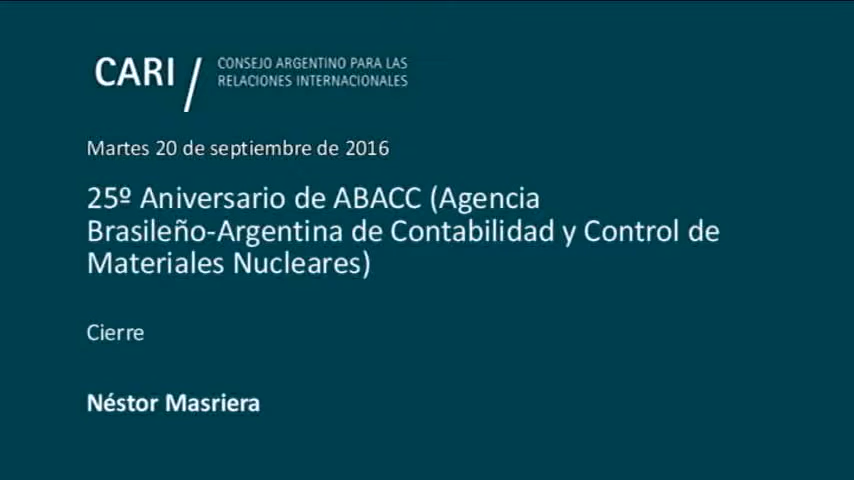 CARI / CONSEJO ARGENTINO PARA LAS
RELACIONES INTERNACIONALES
Martes 20 de septiembre de 2016
25º Aniversario de ABACC (Agencia
Brasileño-Argentina de Contabilidad y Control de
Materiales Nucleares)
Cierre
Néstor Masriera